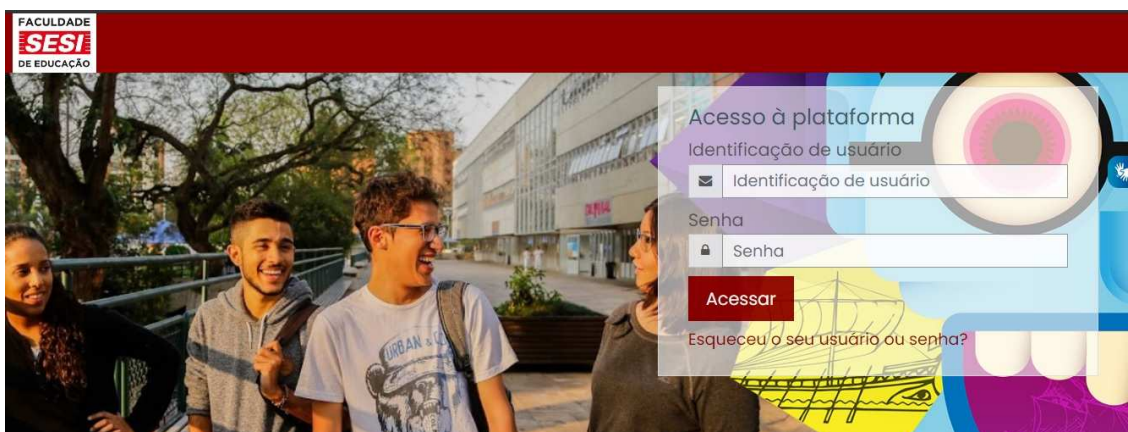 FACULDADE
SESI
DE EDUCAÇÃO
Acesso à plataforma
Identificação de usuário
Identificação de usuário
Senha
Senha
Acessar
Esqueceu o seu usuário ou senha?
URBAN